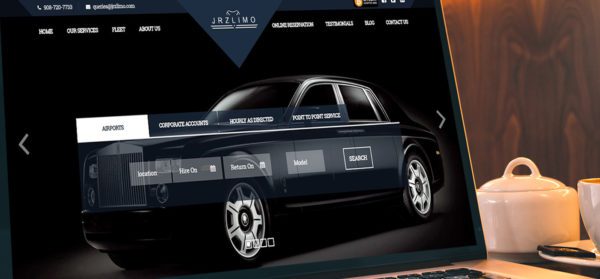 908-720-7753 queries@jrzlimo.com
JRZLIMO
HOME OUR SERVICES FLEET ABOUT US ONLINE RESERVATION TESTIMONIALS BLOG CONTACT US
AIRPORTS CORPORATE ACCOUNTS HOURLY AS DIRECTED POINT TO POINT SERVICE
location Hire On Return On Model SEARCH